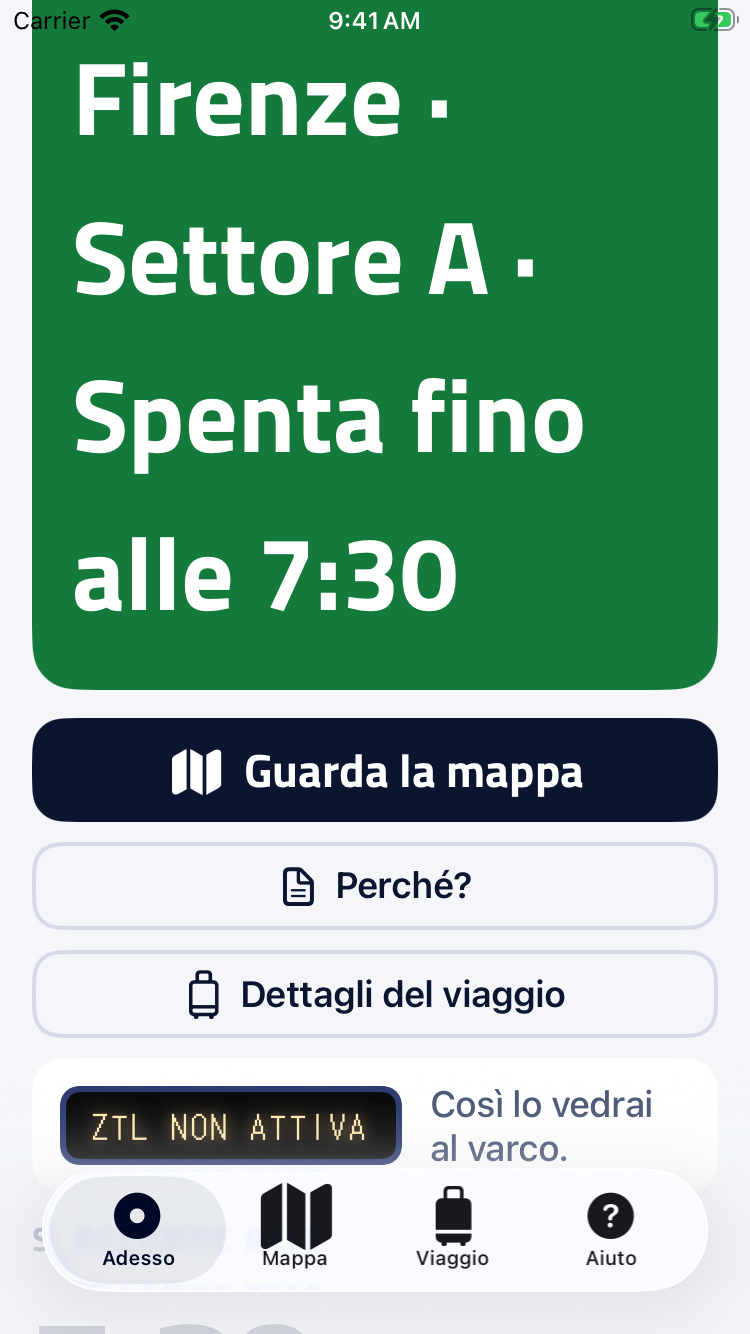 Carrier
9:41 AM
Firenze ·
Settore A ·
Spenta fino
alle 7:30
Guarda la mappa
Perché?
Dettagli del viaggio
ZTL NON ATTIVA
Così lo vedrai
al varco.
Adesso
Mappa
Viaggio
Aiuto